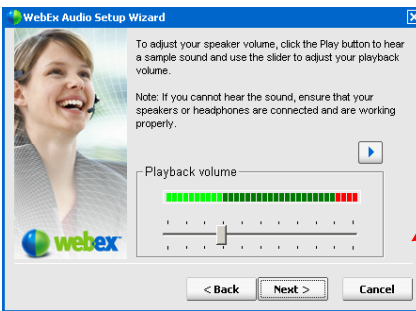 WebEx Audio Setup Wizard
To adjust your speaker volume, click the Play button to hear
a sample sound and use the slider to adjust your playback
volume.
Note: If you cannot hear the sound, ensure that your
speakers or headphones are connected and are working
properly.
Playback volume
webex
< Back
Next >
Cancel